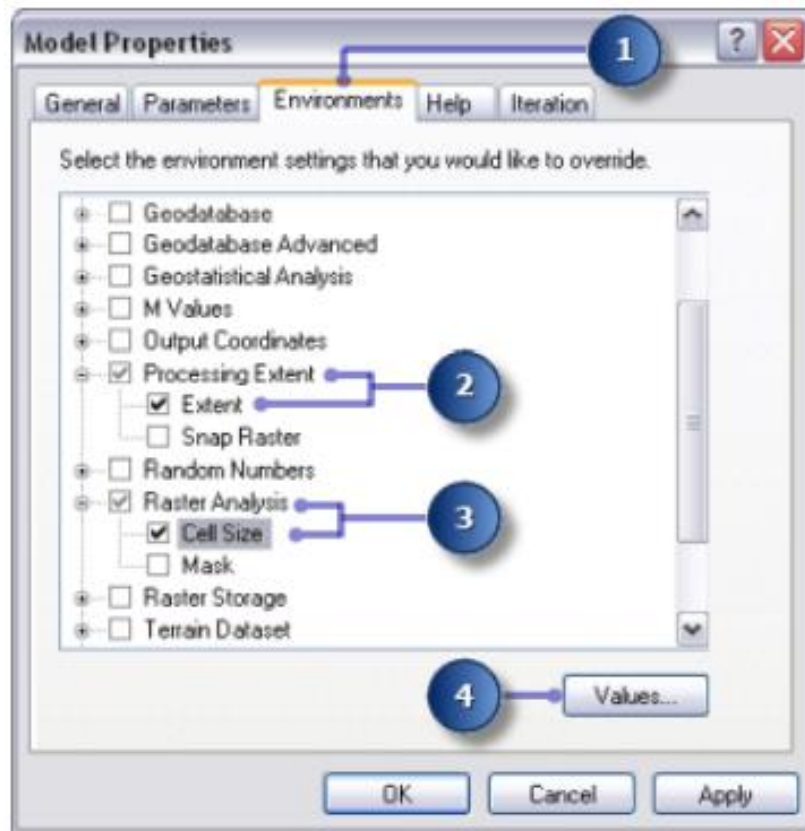 Model Properties
1
?
General Parameters Environments Help Iteration
Select the environment settings that you would like to override.
Geodatabase
Geodatabase Advanced
Geostatistical Analysis
M Values
Output Coordinates
Processing Extent
2
Extent
Snap Raster
Random Numbers
Raster Analysis
3
Cell Size
Mask
Raster Storage
Terrain Dataset
4
Values...
OK Cancel Apply